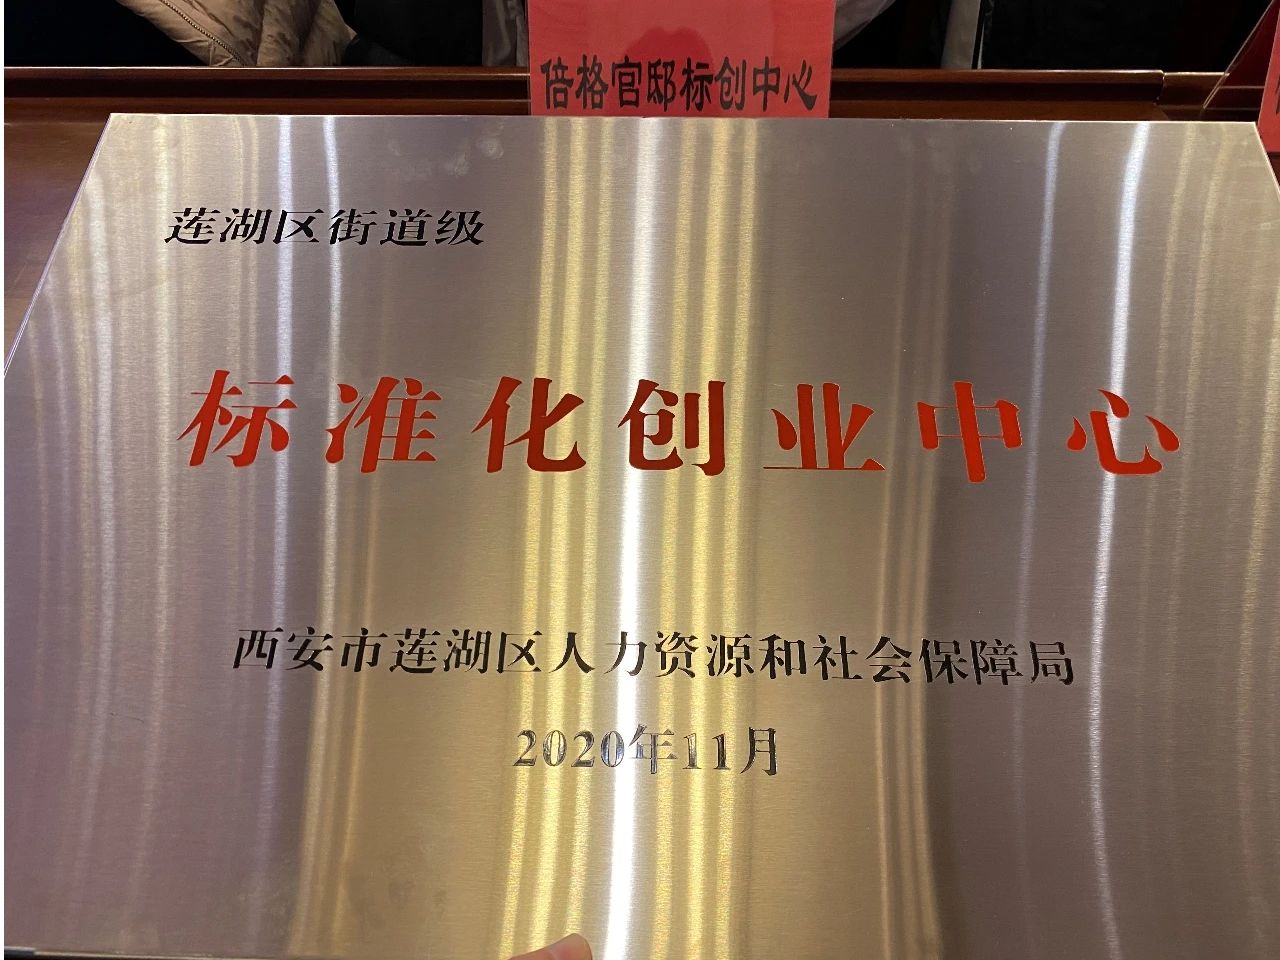 倍格官邸标创中心
莲湖区街道级
标准化创业中心
西安市莲湖区人力资源和社会保障局
2020年11月